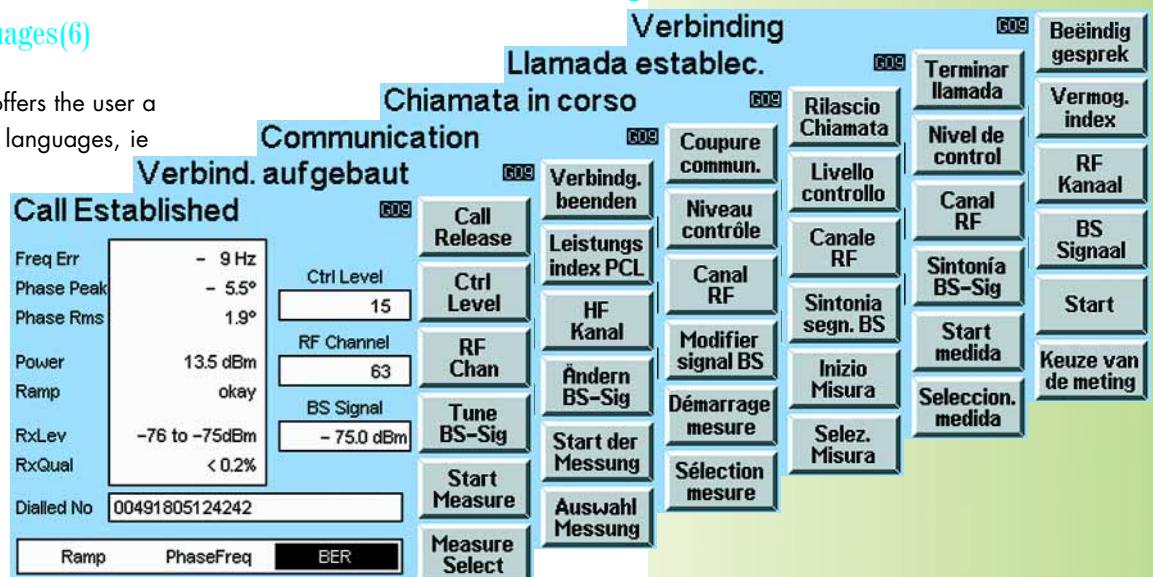 uages(6)
offers the user a
languages, ie
Verbinding G09
Beëindig
gesprek
Vermog.
index
RF
Kanaal
BS
Signaal
Start
Keuze van
de meting
Llamada establec. G09
Terminar
llamada
Nivel de
control
Canal
RF
Sintonía
BS-Sig
Start
medida
Seleccion.
medida
Chiamata in corso G09
Rilascio
Chiamata
Livello
controllo
Canale
RF
Sintonia
segn. BS
Inizio
Misura
Selez.
Misura
Communication G09
Coupure
commun.
Niveau
contrôle
Canal
RF
Modifier
signal BS
Démarrage
mesure
Sélection
mesure
Verbind. aufgebaut G09
Verbindg.
beenden
Leistungs
index PCL
HF
Kanal
Ändern
BS-Sig
Start der
Messung
Auswahl
Messung
Call Established G09
Call
Release
Ctrl
Level
RF
Chan
Tune
BS-Sig
Start
Measure
Measure
Select
Freq Err - 9 Hz
Phase Peak - 5.5°
Phase Rms 1.9°
Power 13.5 dBm
Ramp okay
RxLev -76 to -75dBm
RxQual < 0.2%
Ctrl Level
15
RF Channel
63
BS Signal
- 75.0 dBm
Dialled No 00491805124242
Ramp PhaseFreq BER